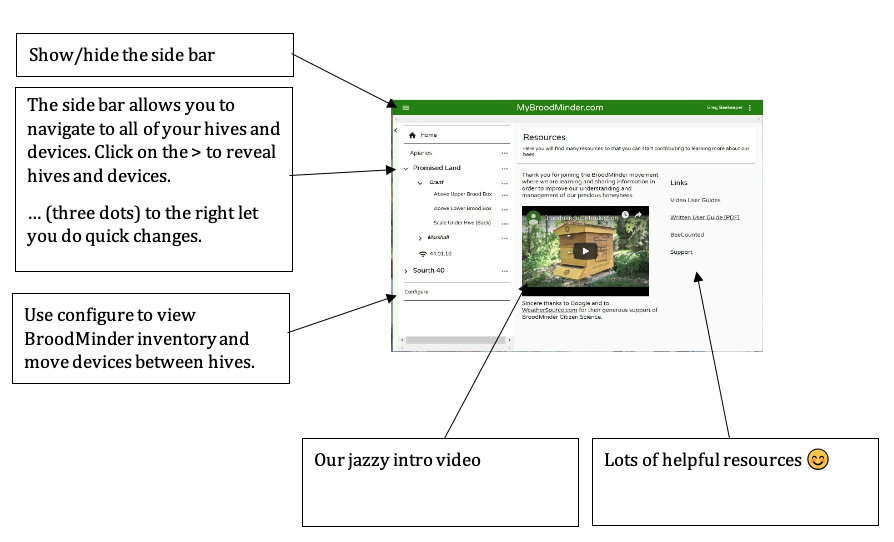 Show/hide the side bar
The side bar allows you to
navigate to all of your hives and
devices. Click on the > to reveal
hives and devices.
... (three dots) to the right let
you do quick changes.
Use configure to view
BroodMinder inventory and
move devices between hives.
MyBroodMinder.com
Greg Beekeeper
Home
Apiaries
Promised Land
Grant
Above Upper Brood Box
Above Lower Brood Box
Scale Under Hive (Back)
Marshall
44:01:10
Sourth 40
Configure
Resources
Here you will find many resources so that you can start contributing to learning more about our
bees
Thank you for joining the BroodMinder movement
where we are learning and sharing information in
order to improve our understanding and
management of our precious honeybees.
Broodminder Introduction
Sincere thanks to Google and to
WeatherSource.com for their generous support of
BroodMinder Citizen Science.
Links
Video User Guides
Written User Guide (PDF)
BeeCounted
Support
Our jazzy intro video
Lots of helpful resources 😊